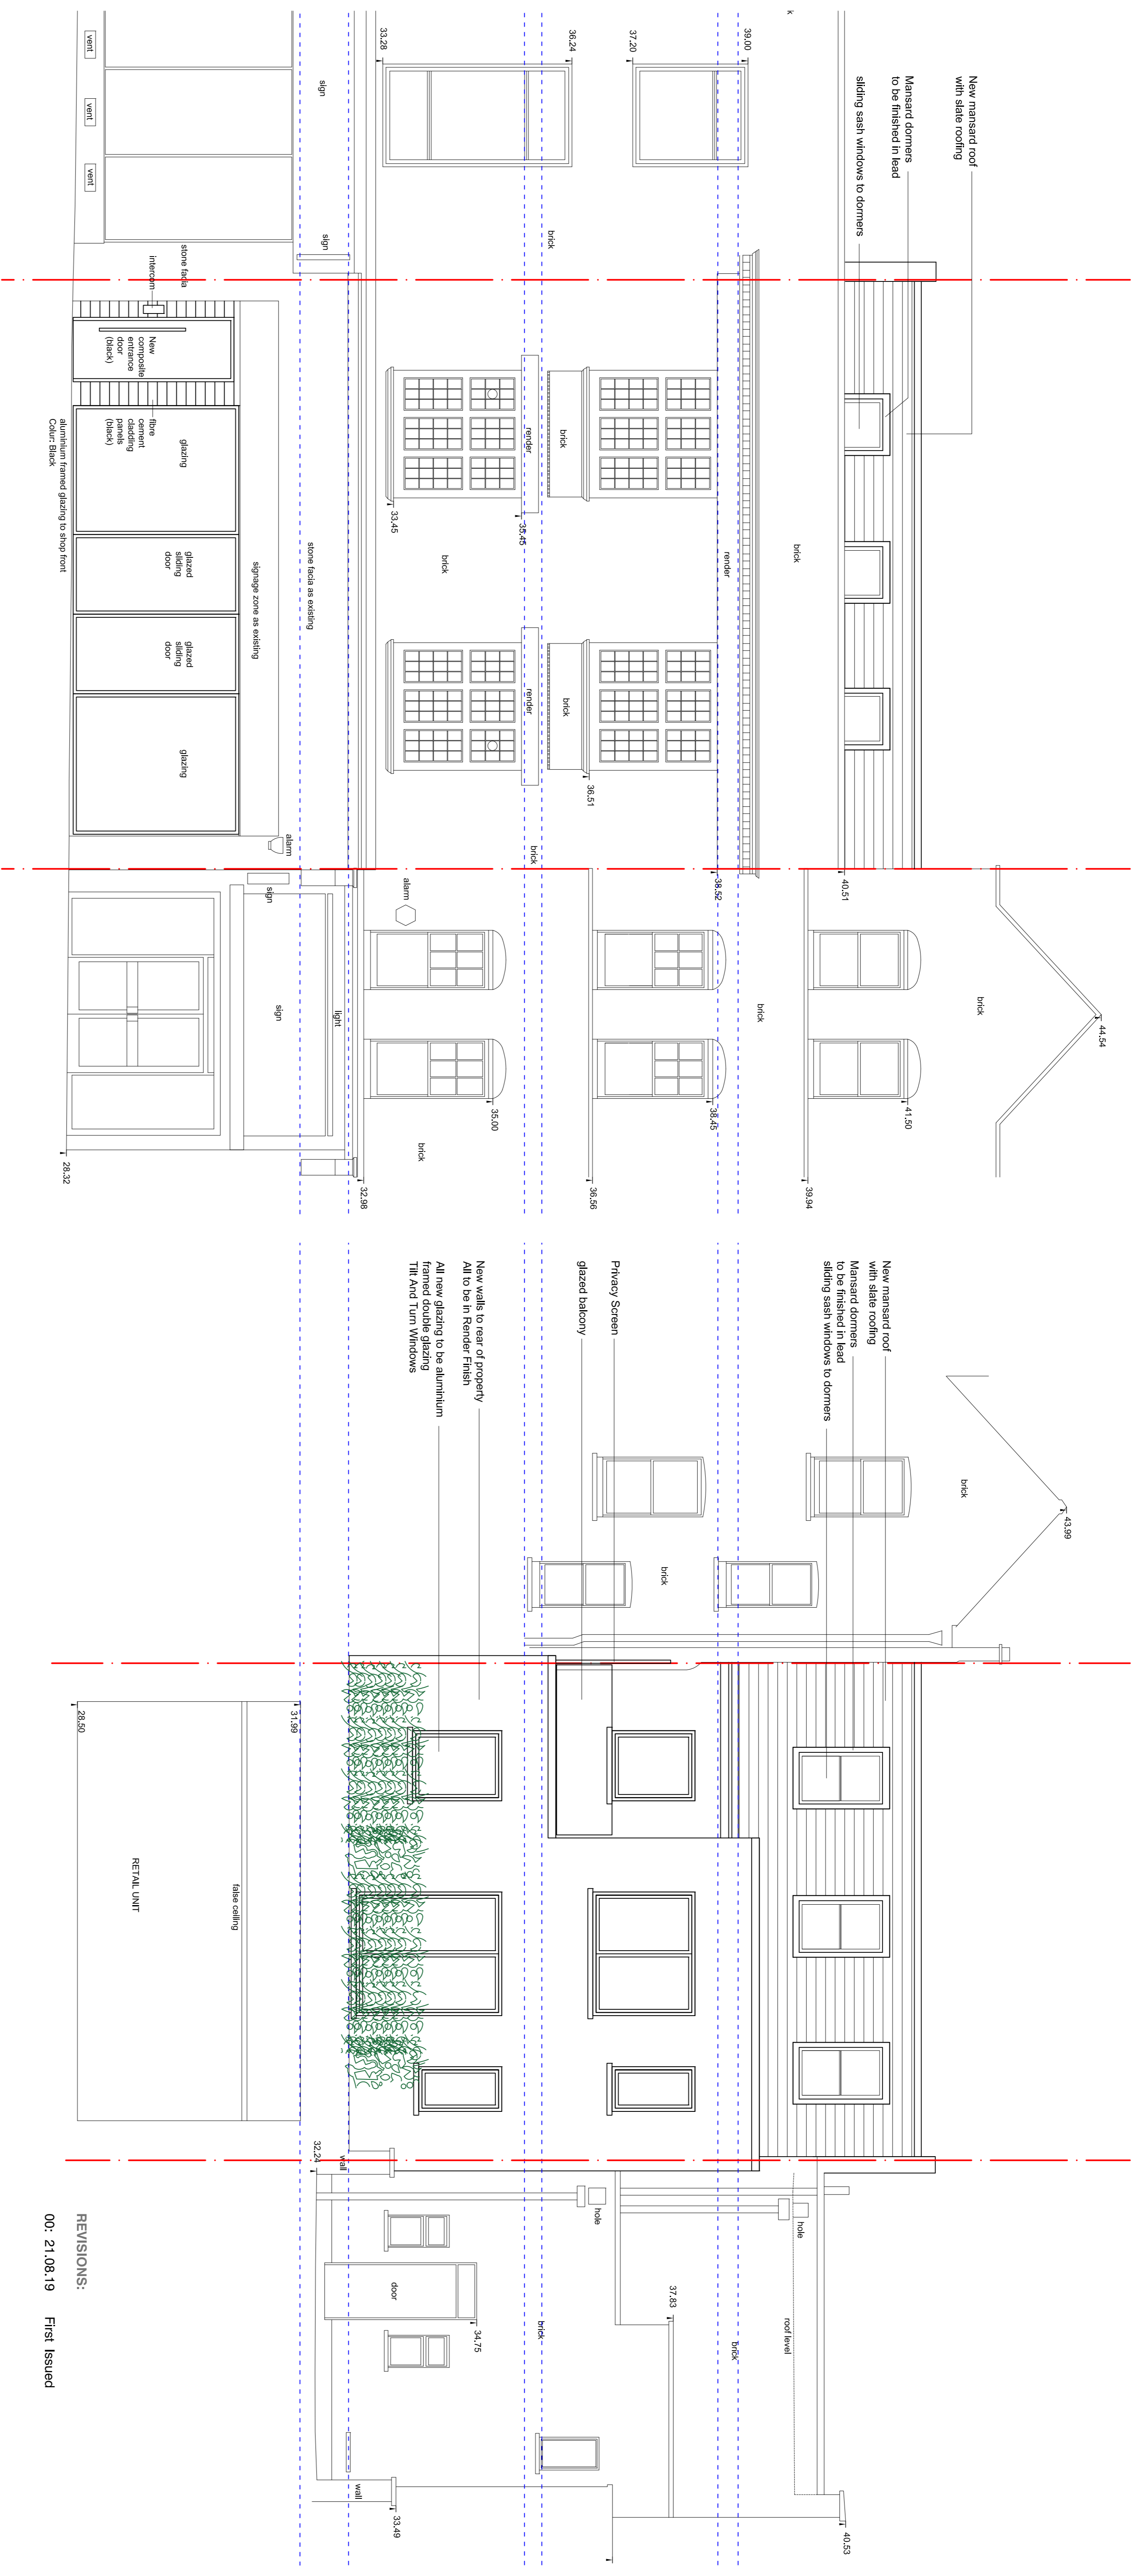 New mansard roof
with slate roofing
Mansard dormers
to be finished in lead
sliding sash windows to dormers
39.00
37.20
36.24
33.28
brick
sign
sign
vent
vent
vent
stone facia
intercom
New
composite
entrance
door
(black)
fibre
cement
cladding
panels
(black)
glazing
glazed
sliding
door
glazed
sliding
door
glazing
aluminium framed glazing to shop front
Colur: Black
signage zone as existing
stone facia as existing
brick
render
brick
render
brick
render
brick
brick
33.45
35.45
36.51
38.52
40.51
alarm
alarm
sign
sign
light
brick
brick
brick
44.54
41.50
39.94
38.45
36.56
35.00
32.98
28.32
New mansard roof
with slate roofing
Mansard dormers
to be finished in lead
sliding sash windows to dormers
Privacy Screen
glazed balcony
New walls to rear of property
All to be in Render Finish
All new glazing to be aluminium
framed double glazing
Tilt And Turn Windows
43.99
brick
brick
31.99
28.50
false ceiling
RETAIL UNIT
32.24
wall
hole
hole
door
34.75
37.83
roof level
brick
brick
wall
33.49
40.53
REVISIONS:
00: 21.08.19 First Issued